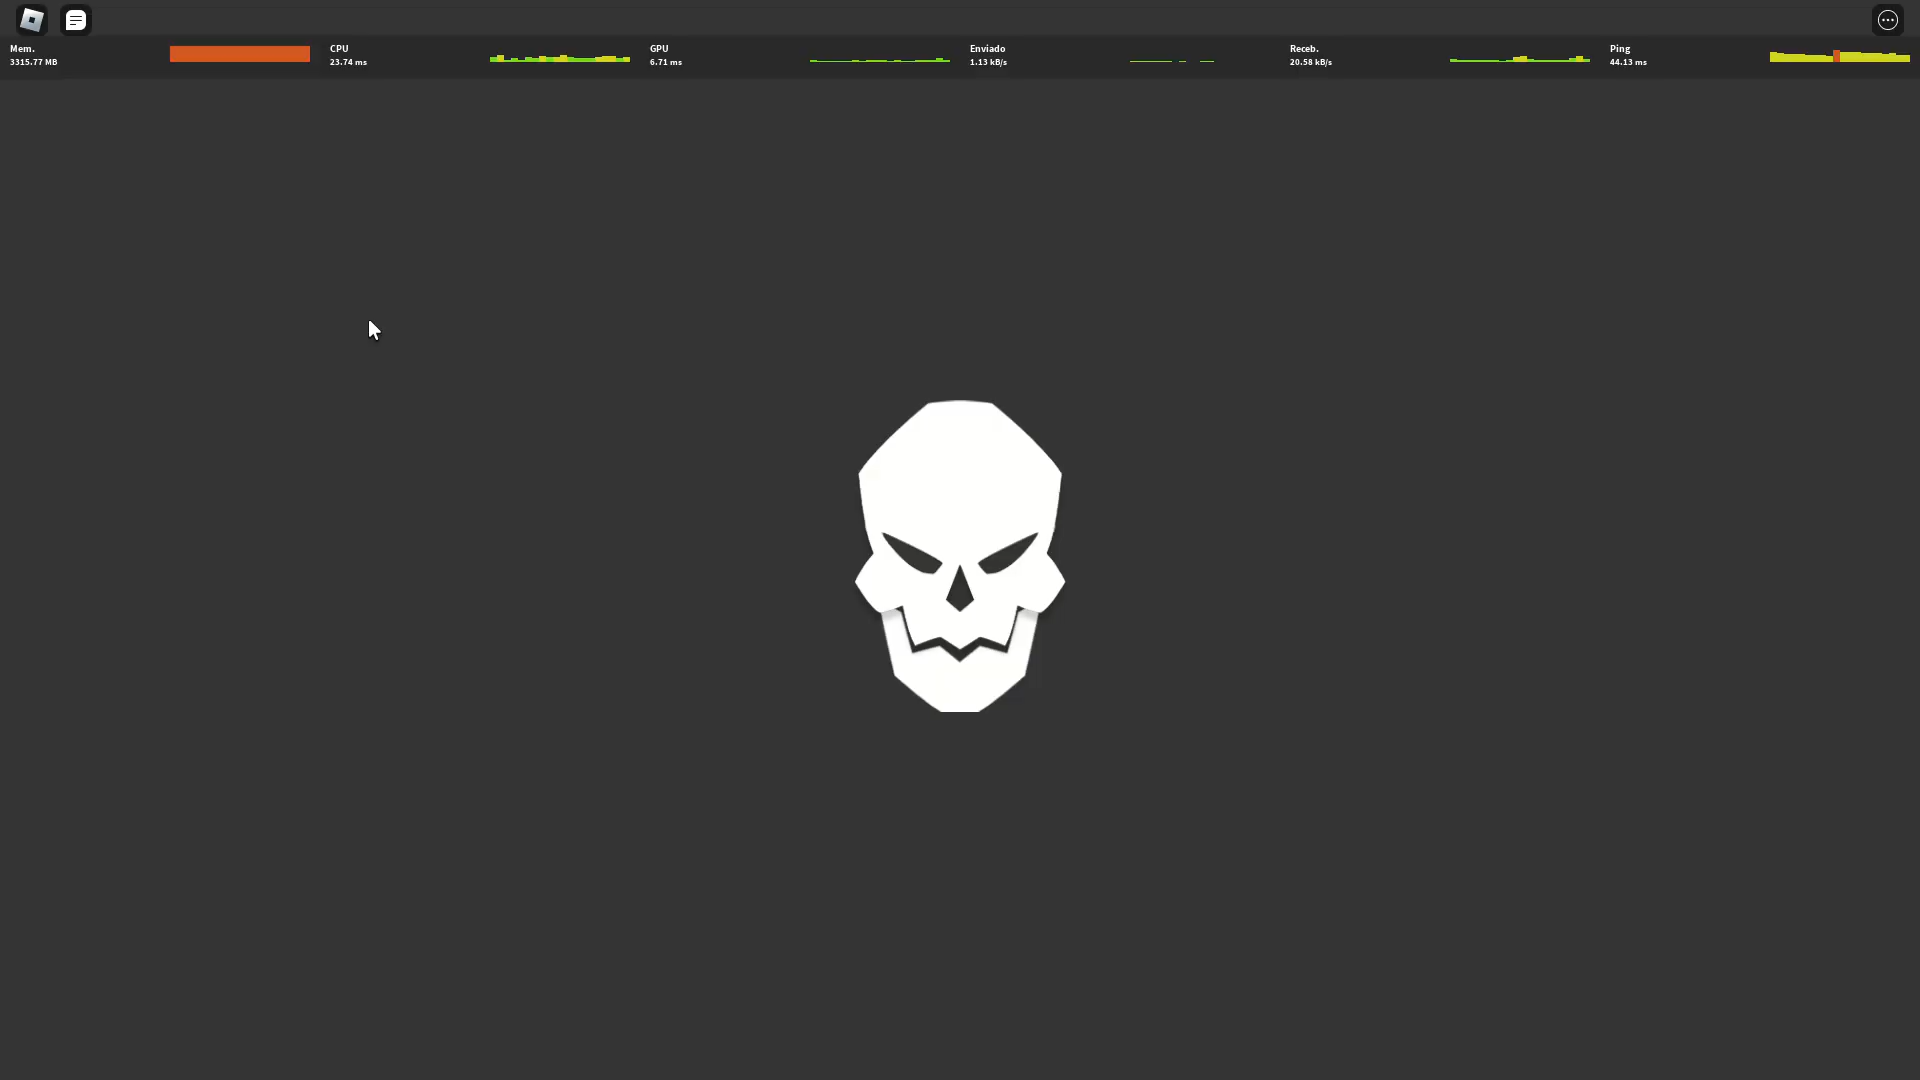 Mem.
3315.77 MB
CPU
23.74 ms
GPU
6.71 ms
Enviado
1.13 kB/s
Receb.
20.58 kB/s
Ping
44.13 ms